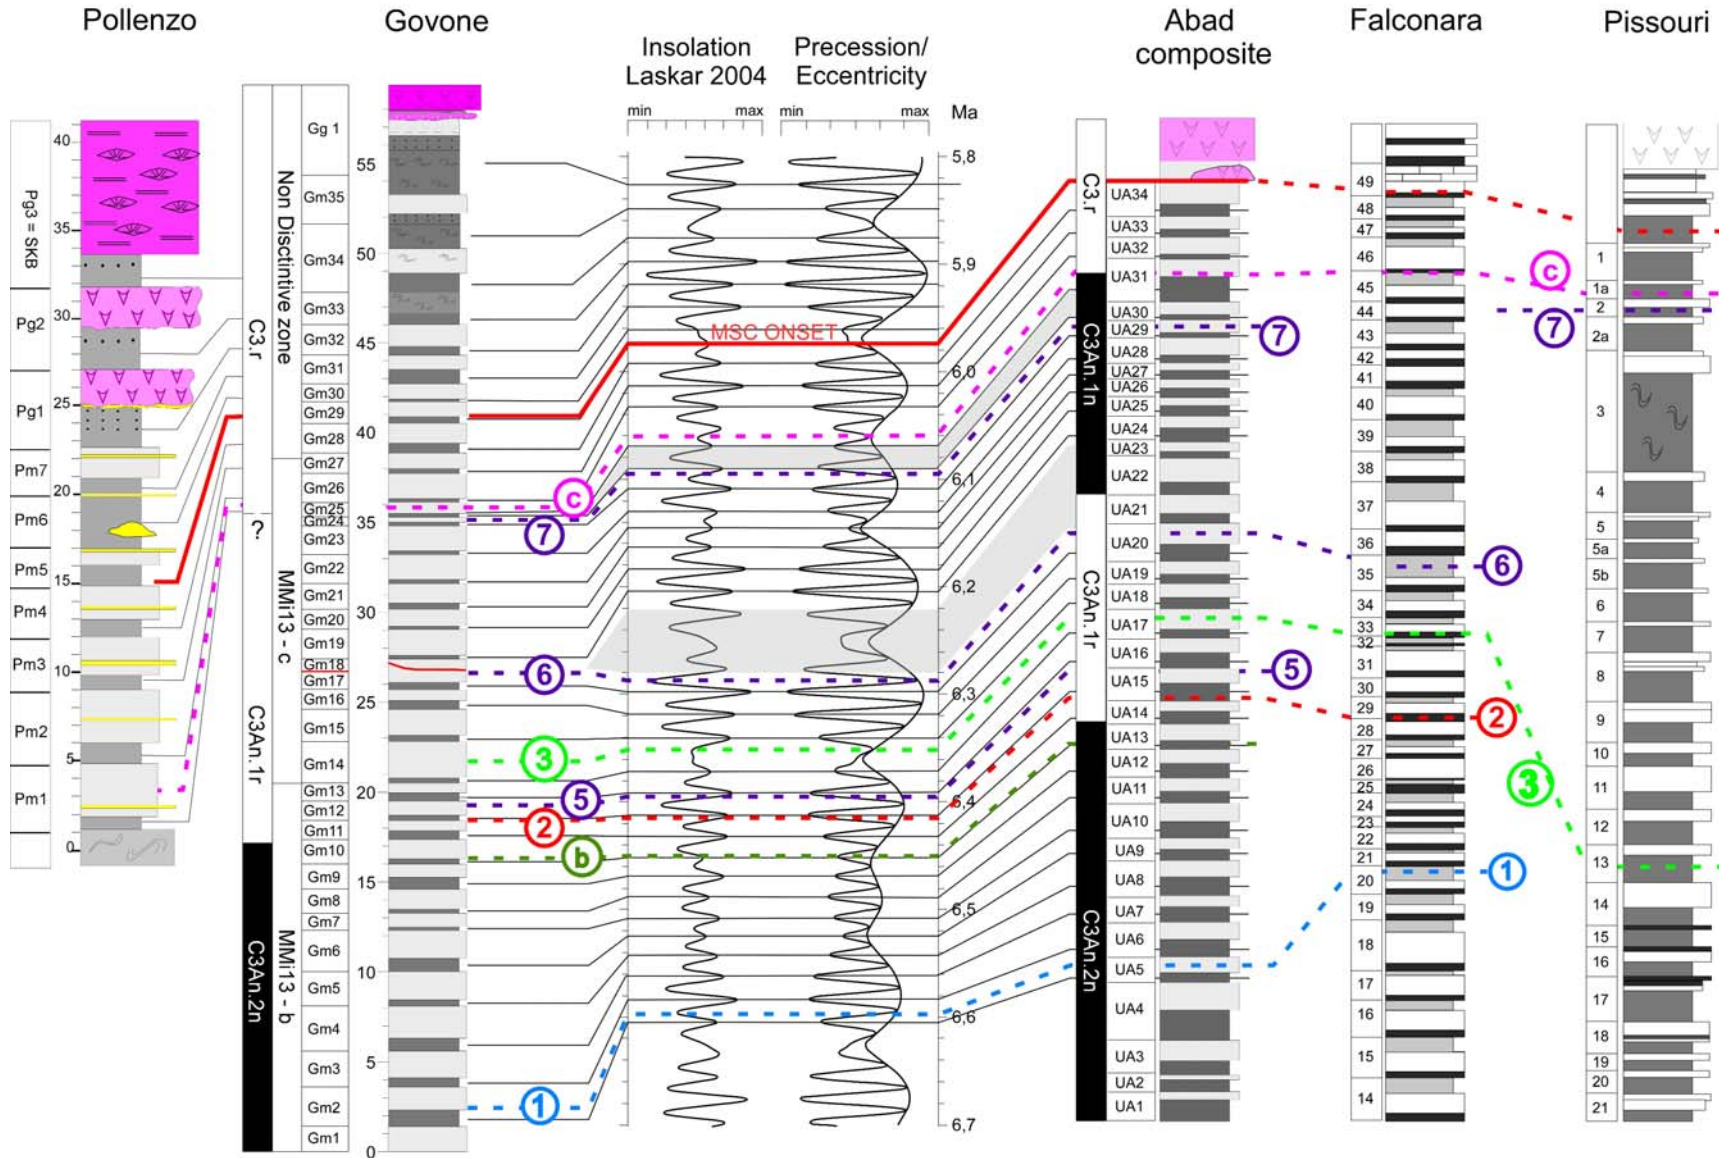 Pollenzo
Govone
Insolation
Laskar 2004
Precession/
Eccentricity
Abad
composite
Falconara
Pissouri
min
max
min
max
Ma
Pg3 = SKB
Pg2
Pg1
Pm7
Pm6
Pm5
Pm4
Pm3
Pm2
Pm1
40
35
30
25
20
15
10
5
0
C3.r
?
C3An.1r
C3An.2n
Non Disctintive zone
MMi13 - c
MMi13 - b
Gg 1
Gm35
Gm34
Gm33
Gm32
Gm31
Gm30
Gm29
Gm28
Gm27
Gm26
Gm25
Gm24
Gm23
Gm22
Gm21
Gm20
Gm19
Gm18
Gm17
Gm16
Gm15
Gm14
Gm13
Gm12
Gm11
Gm10
Gm9
Gm8
Gm7
Gm6
Gm5
Gm4
Gm3
Gm2
Gm1
55
50
45
40
35
30
25
20
15
10
5
0
c
7
6
3
5
2
b
1
MSC ONSET
5,8
5,9
6,0
6,1
6,2
6,3
6,4
6,5
6,6
6,7
C3.r
C3An.1n
C3An.1r
C3An.2n
UA34
UA33
UA32
UA31
UA30
UA29
UA28
UA27
UA26
UA25
UA24
UA23
UA22
UA21
UA20
UA19
UA18
UA17
UA16
UA15
UA14
UA13
UA12
UA11
UA10
UA9
UA8
UA7
UA6
UA5
UA4
UA3
UA2
UA1
7
5
49
48
47
46
45
44
43
42
41
40
39
38
37
36
35
34
33
32
31
30
29
28
27
26
25
24
23
22
21
20
19
18
17
16
15
14
c
7
6
2
3
1
1
1a
2
2a
3
4
5
5a
5b
6
7
8
9
10
11
12
13
14
15
16
17
18
19
20
21